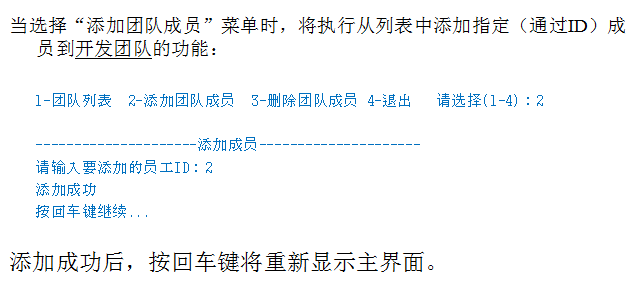 当选择“添加团队成员”菜单时，将执行从列表中添加指定（通过ID）成
员到开发团队的功能：
1-团队列表  2-添加团队成员  3-删除团队成员 4-退出   请选择(1-4)：2
---------------------添加成员---------------------
请输入要添加的员工ID：2
添加成功
按回车键继续...
添加成功后，按回车键将重新显示主界面。